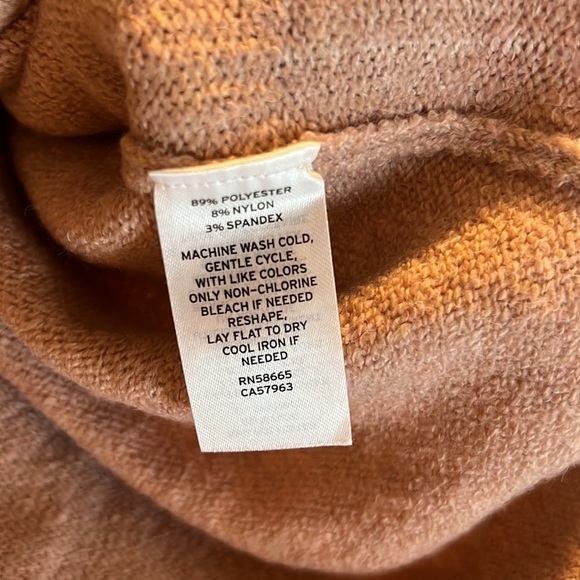 89% POLYESTER
8% NYLON
3% SPANDEX
MACHINE WASH COLD,
GENTLE CYCLE,
WITH LIKE COLORS
ONLY NON-CHLORINE
BLEACH IF NEEDED
RESHAPE,
LAY FLAT TO DRY
COOL IRON IF
NEEDED
RN58665
CA57963